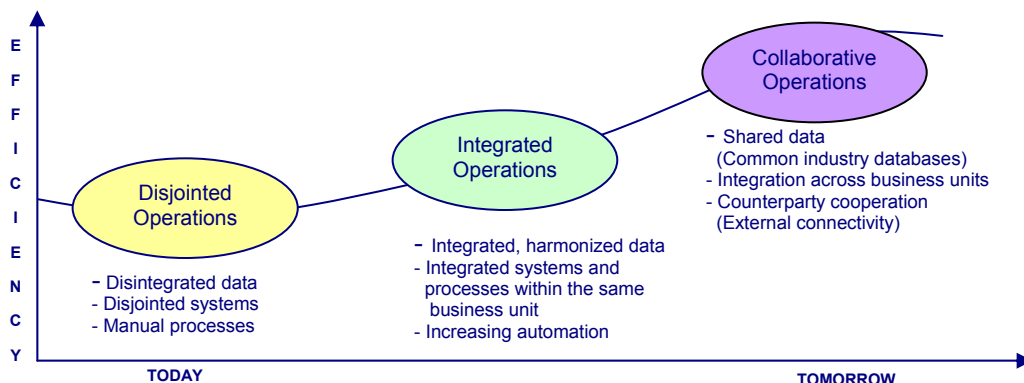 E
F
F
I
C
I
E
N
C
Y
Disjointed
Operations
- Disintegrated data
- Disjointed systems
- Manual processes
Integrated
Operations
- Integrated, harmonized data
- Integrated systems and
processes within the same
business unit
- Increasing automation
Collaborative
Operations
- Shared data
(Common industry databases)
- Integration across business units
- Counterparty cooperation
(External connectivity)
TODAY
TOMORROW